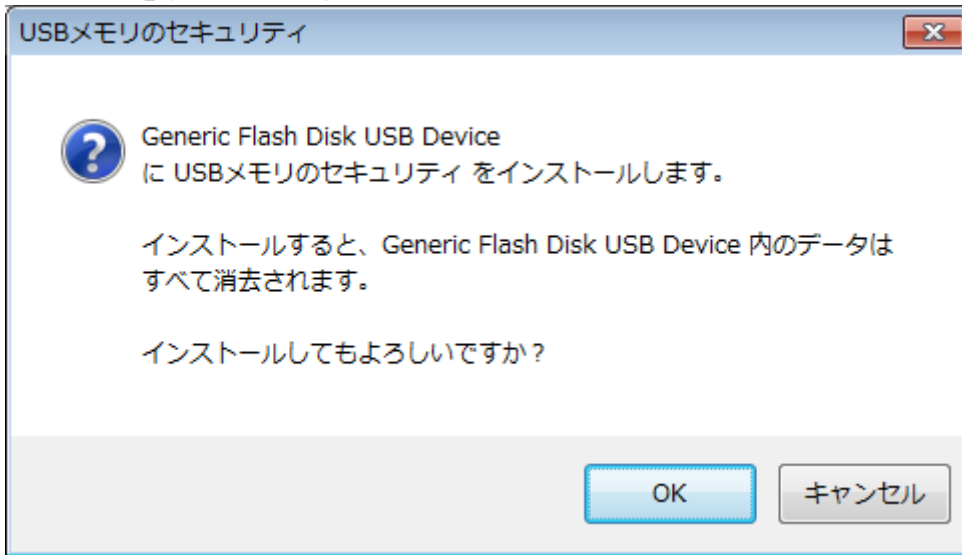 USBメモリのセキュリティ
Generic Flash Disk USB Device
に USBメモリのセキュリティ をインストールします。
インストールすると、Generic Flash Disk USB Device 内のデータは
すべて消去されます。
インストールしてもよろしいですか？
OK
キャンセル